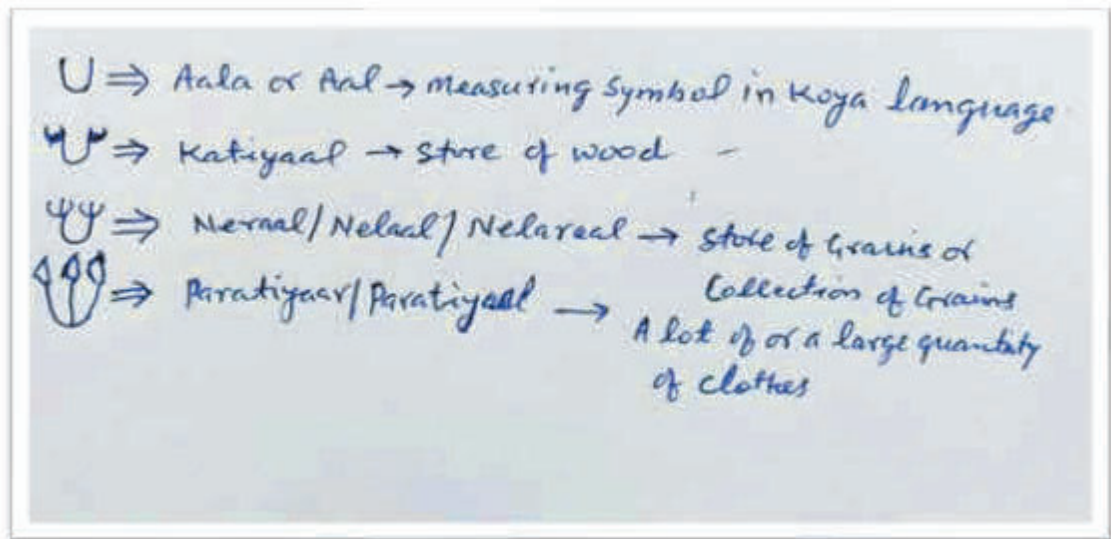 U ⇒ Aala or Aal → Measuring Symbol in Koya language
⇒ Katiyaal → Store of wood -
⇒ Neraal/Nelaal/Nelareal → Store of Grains or
Collection of Grains
⇒ Paratiyaar/Paratiyaal → A lot of or a large quantity
of clothes